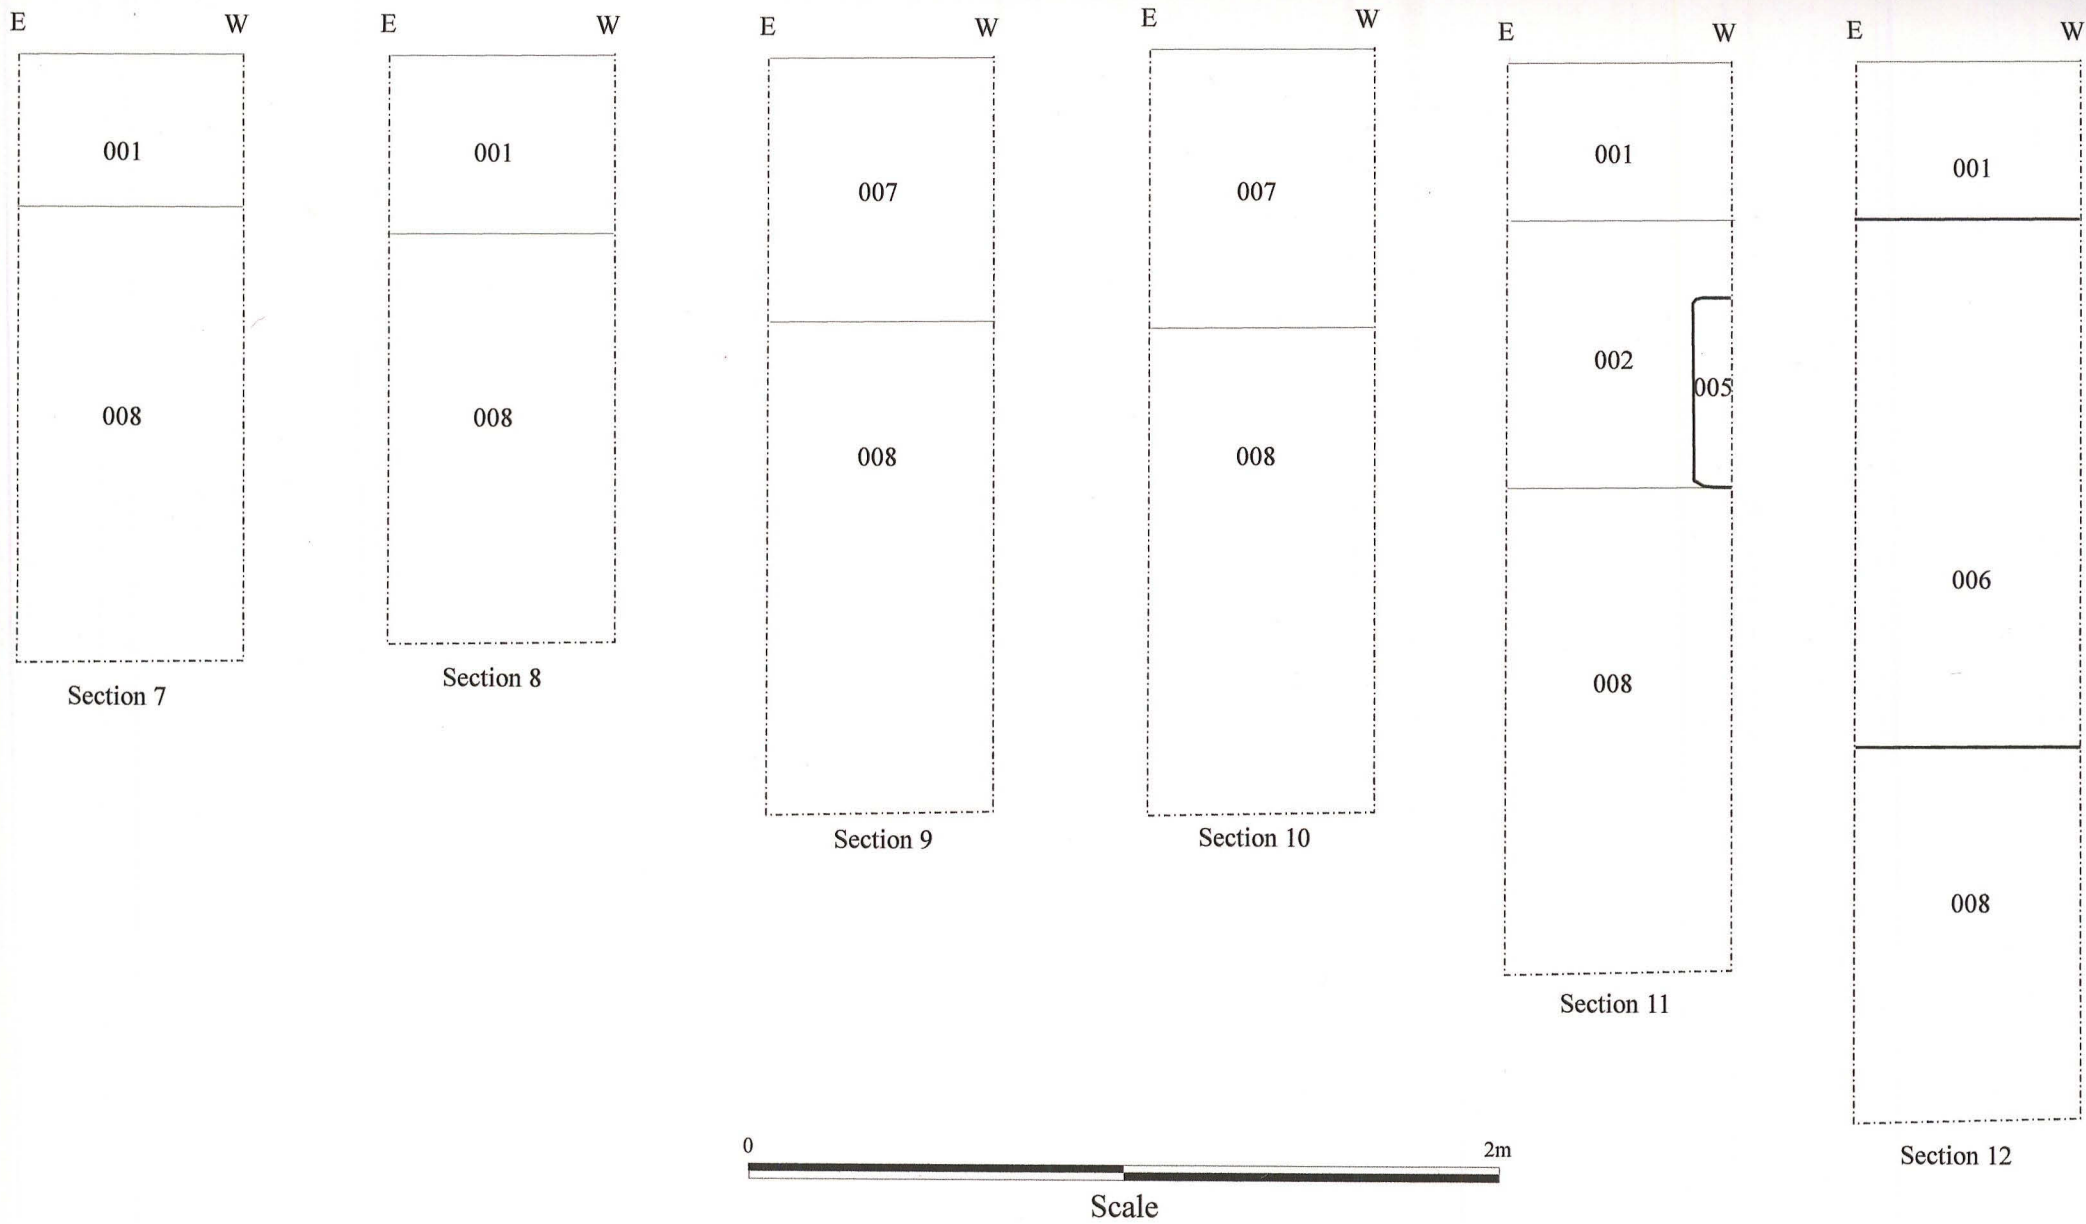 E W
001
008
Section 7
E W
001
008
Section 8
E W
007
008
Section 9
E W
007
008
Section 10
E W
001
002
005
008
Section 11
E W
001
006
008
Section 12
0 2m
Scale